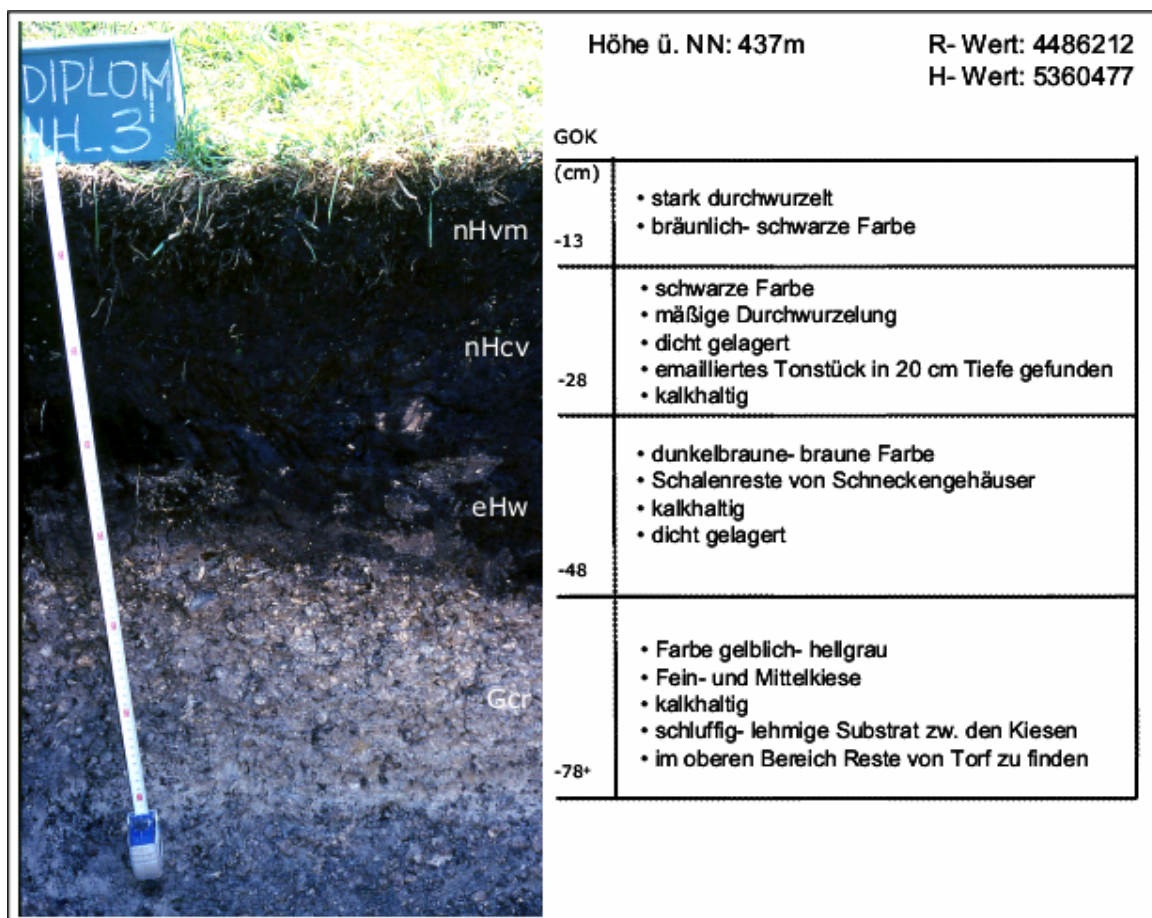 DIPLOM
HH_3
nHvm
nHcv
eHw
Gcr
Höhe ü. NN: 437m
R- Wert: 4486212
H- Wert: 5360477
GOK
(cm)
• stark durchwurzelt
• bräunlich- schwarze Farbe
-13
• schwarze Farbe
• mäßige Durchwurzelung
• dicht gelagert
• emailliertes Tonstück in 20 cm Tiefe gefunden
• kalkhaltig
-28
• dunkelbraune- braune Farbe
• Schalenreste von Schneckengehäuser
• kalkhaltig
• dicht gelagert
-48
• Farbe gelblich- hellgrau
• Fein- und Mittelkiese
• kalkhaltig
• schluffig- lehmige Substrat zw. den Kiesen
• im oberen Bereich Reste von Torf zu finden
-78+